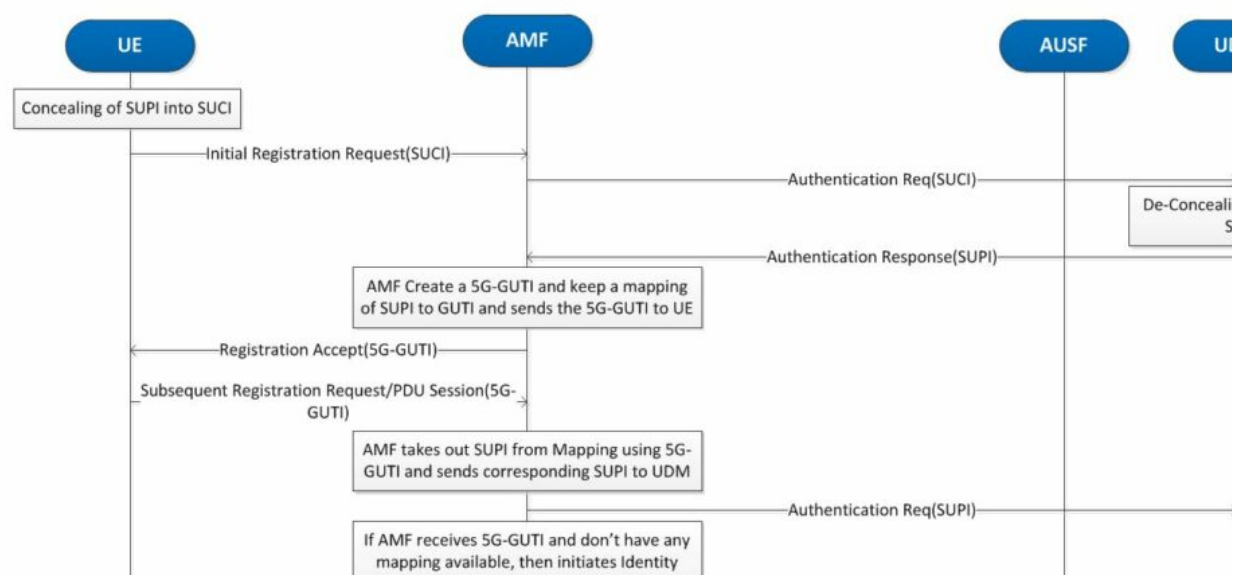 UE
AMF
AUSF
Concealing of SUPI into SUCI
Initial Registration Request(SUCI)
Authentication Req(SUCI)
S
Authentication Response(SUPI)
AMF Create a 5G-GUTI and keep a mapping
of SUPI to GUTI and sends the 5G-GUTI to UE
Registration Accept(5G-GUTI)
Subsequent Registration Request/PDU Session(5G-
GUTI)
AMF takes out SUPI from Mapping using 5G-
GUTI and sends corresponding SUPI to UDM
Authentication Req(SUPI)
If AMF receives 5G-GUTI and don't have any
mapping available, then initiates Identity